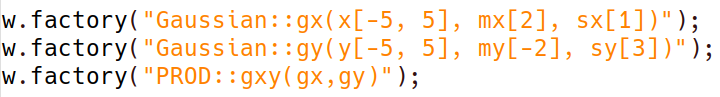 w.factory("Gaussian::gx(x[-5, 5], mx[2], sx[1])");
w.factory("Gaussian::gy(y[-5, 5], my[-2], sy[3])");
w.factory("PROD::gxy(gx,gy)");